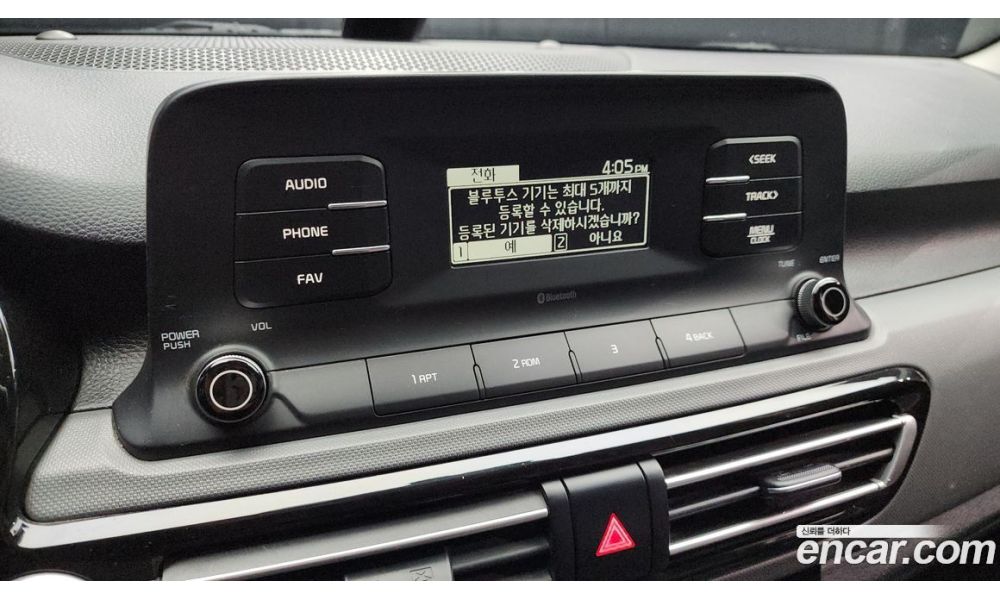 AUDIO
PHONE
FAV
전화 4:05 PM
블루투스 기기는 최대 5개까지
등록할 수 있습니다.
등록된 기기를 삭제하시겠습니까?
1 예 2 아니요
<SEEK
TRACK>
MENU
CLOCK
Bluetooth
POWER
PUSH
VOL
TUNE
ENTER
FILE
1 RPT
2 RDM
3
4 BACK
신뢰를 더하다
encar.com